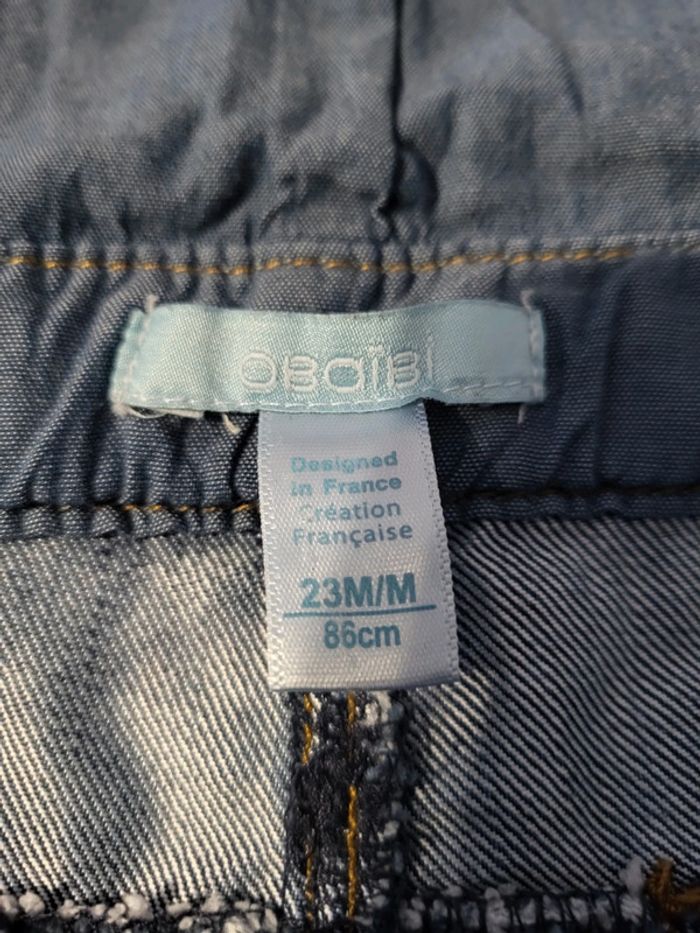 obaïbi
Designed
in France
Création
Française
23M/M
86cm